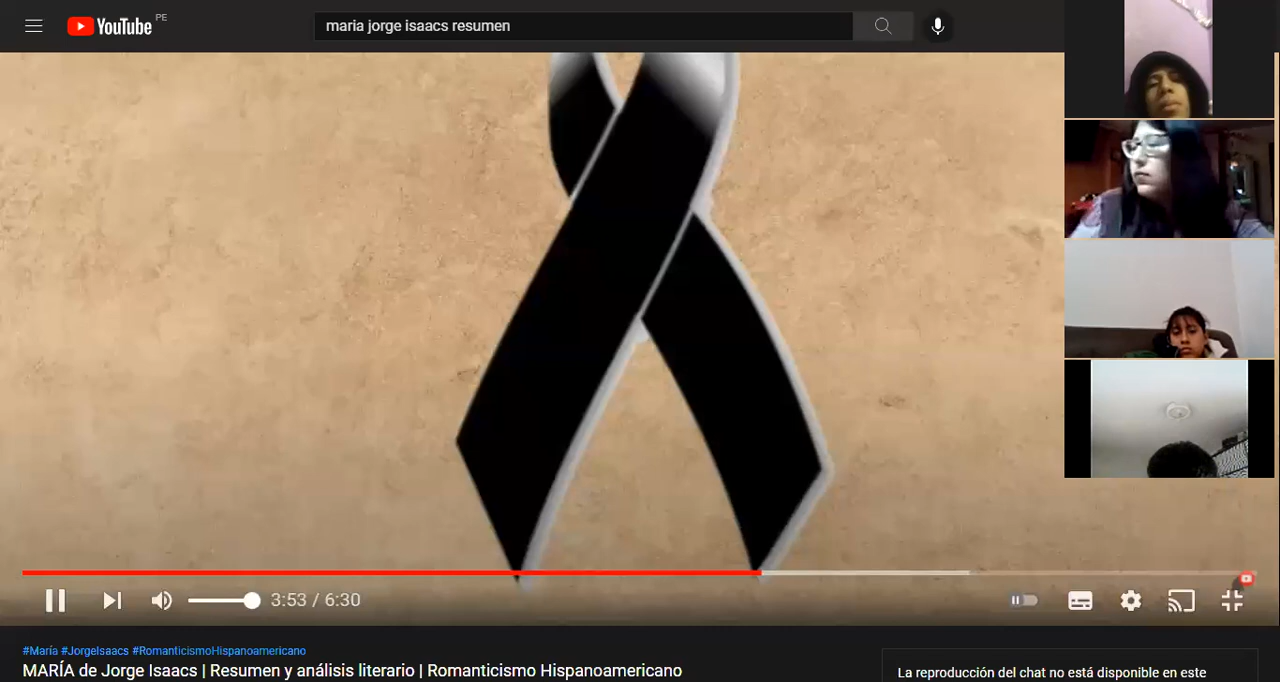 YouTube PE
maria jorge isaacs resumen
3:53 / 6:30
#María #JorgeIsaacs #RomanticismoHispanoamericano
MARÍA de Jorge Isaacs | Resumen y análisis literario | Romanticismo Hispanoamericano
La reproducción del chat no está disponible en este